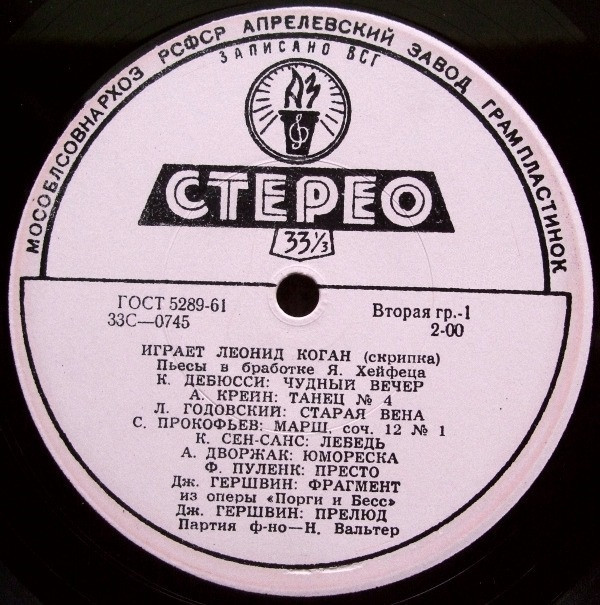 МОСОБЛСОВНАРХОЗ РСФСР АПРЕЛЕВСКИЙ ЗАВОД ГРАМПЛАСТИНОК
ЗАПИСАНО ВСГ
АЗ
СТЕРЕО
33⅓
ГОСТ 5289-61
33С—0745
Вторая гр.-1
2-00
ИГРАЕТ ЛЕОНИД КОГАН (скрипка)
Пьесы в бработке Я. Хейфеца
К. ДЕБЮССИ: ЧУДНЫЙ ВЕЧЕР
А. КРЕЙН: ТАНЕЦ № 4
Л. ГОДОВСКИЙ: СТАРАЯ ВЕНА
С. ПРОКОФЬЕВ: МАРШ, соч. 12 № 1
К. СЕН-САНС: ЛЕБЕДЬ
А. ДВОРЖАК: ЮМОРЕСКА
Ф. ПУЛЕНК: ПРЕСТО
Дж. ГЕРШВИН: ФРАГМЕНТ
из оперы «Порги и Бесс»
Дж. ГЕРШВИН: ПРЕЛЮД
Партия ф-но—Н. Вальтер